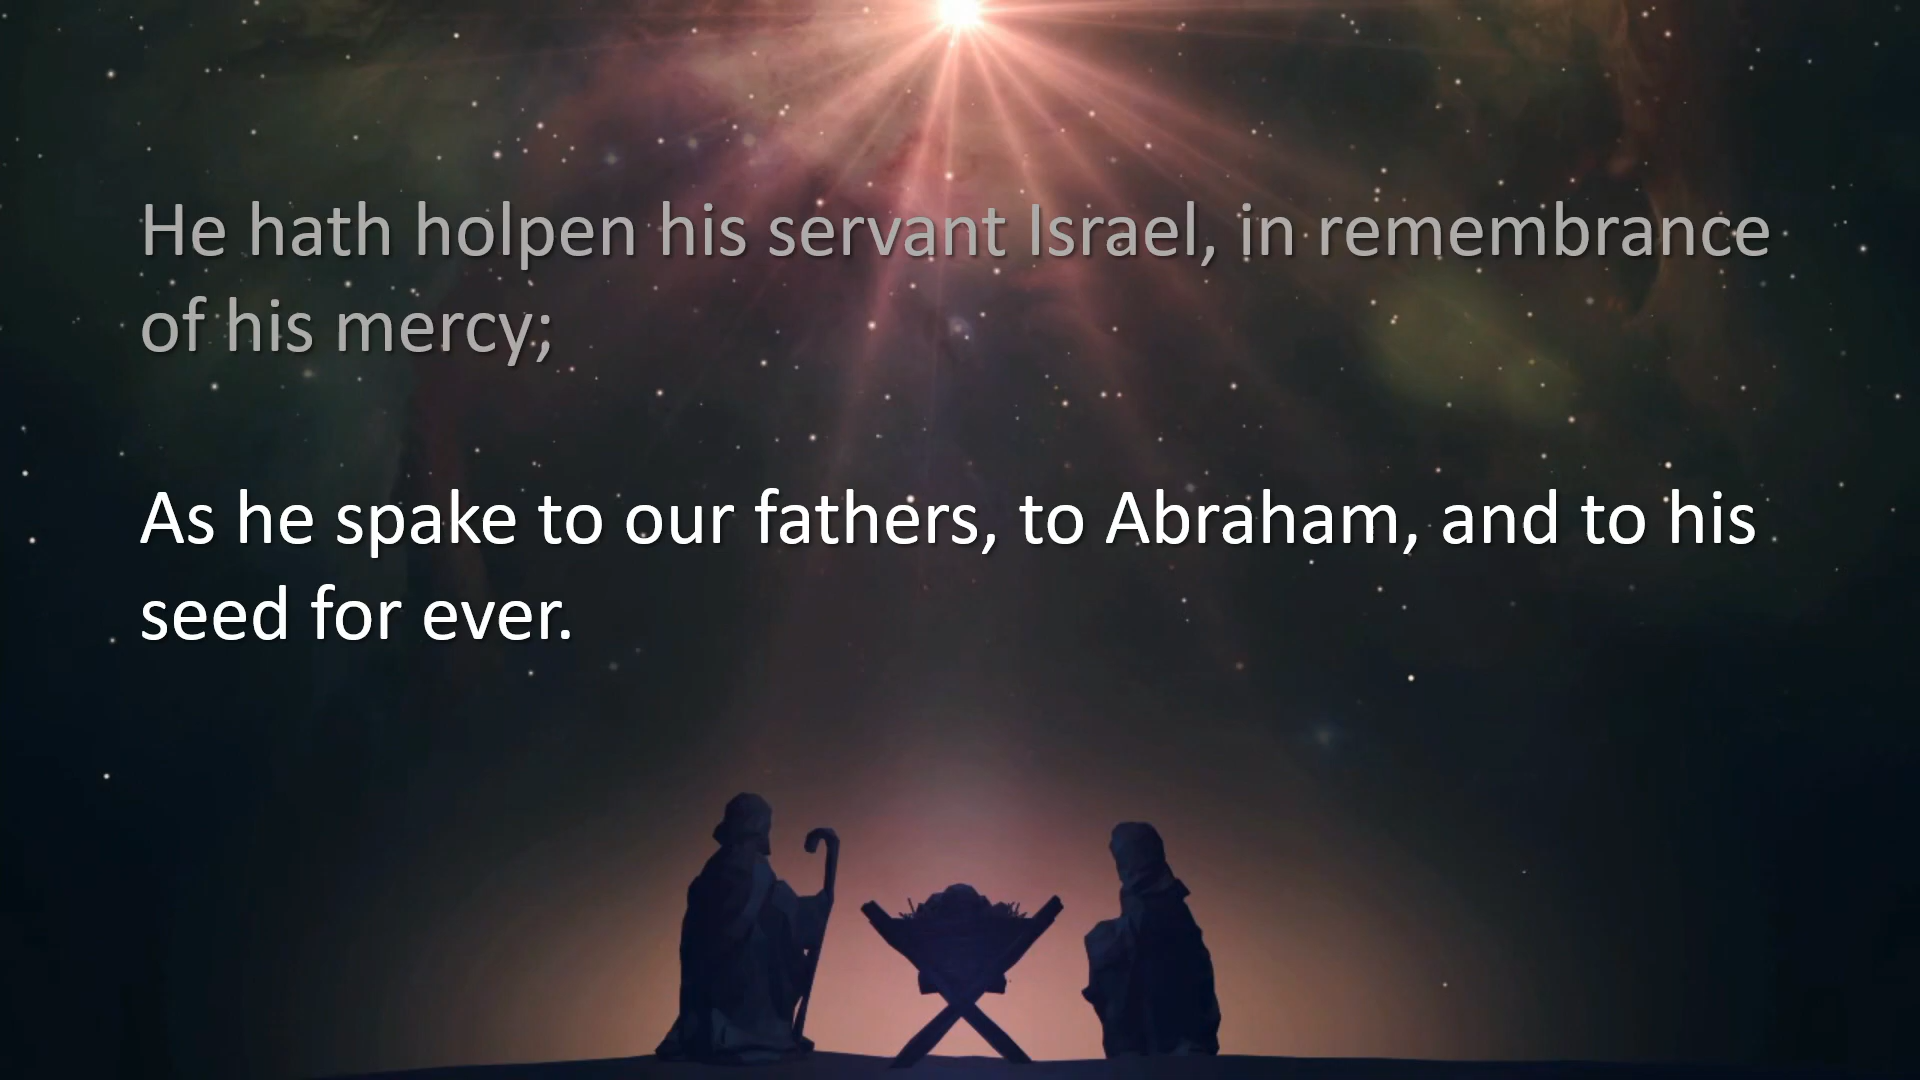 He hath holpen his servant Israel, in remembrance
of his mercy;
As he spake to our fathers, to Abraham, and to his
seed for ever.